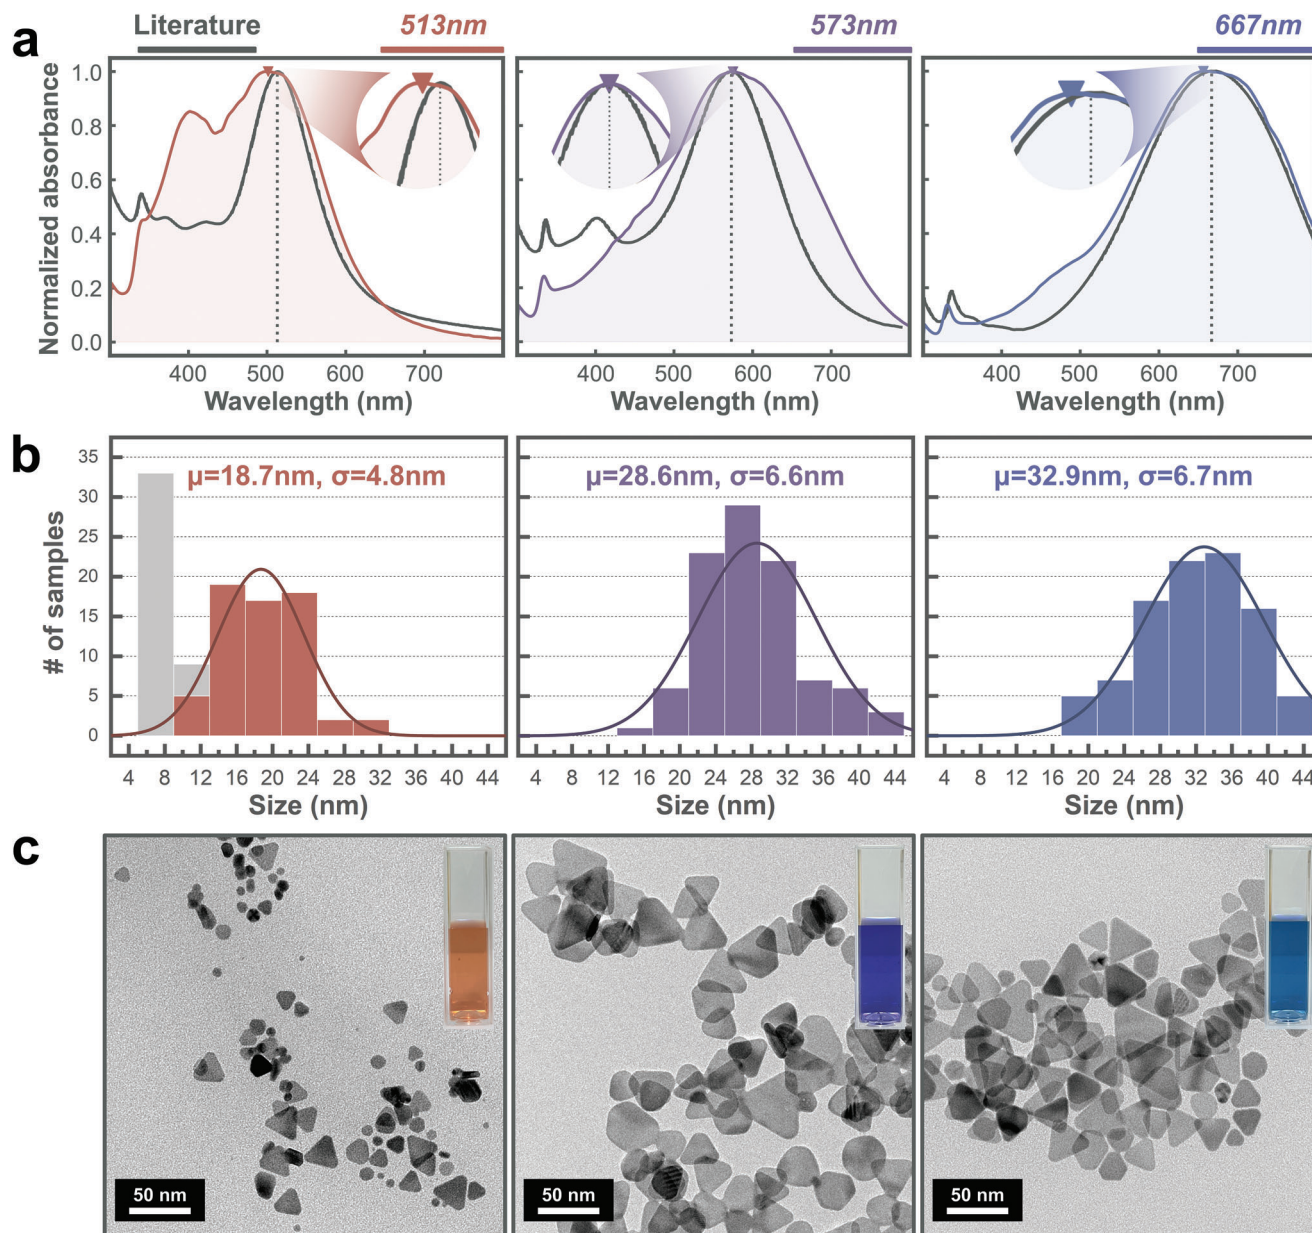 a
Literature 513nm 573nm 667nm
Normalized absorbance
1.0
0.8
0.6
0.4
0.2
0.0
400 500 600 700 400 500 600 700 400 500 600 700
Wavelength (nm) Wavelength (nm) Wavelength (nm)
b
# of samples
35
30
25
20
15
10
5
0
μ=18.7nm, σ=4.8nm μ=28.6nm, σ=6.6nm μ=32.9nm, σ=6.7nm
4 8 12 16 20 24 28 32 36 40 44 4 8 12 16 20 24 28 32 36 40 44 4 8 12 16 20 24 28 32 36 40 44
Size (nm) Size (nm) Size (nm)
c
50 nm 50 nm 50 nm